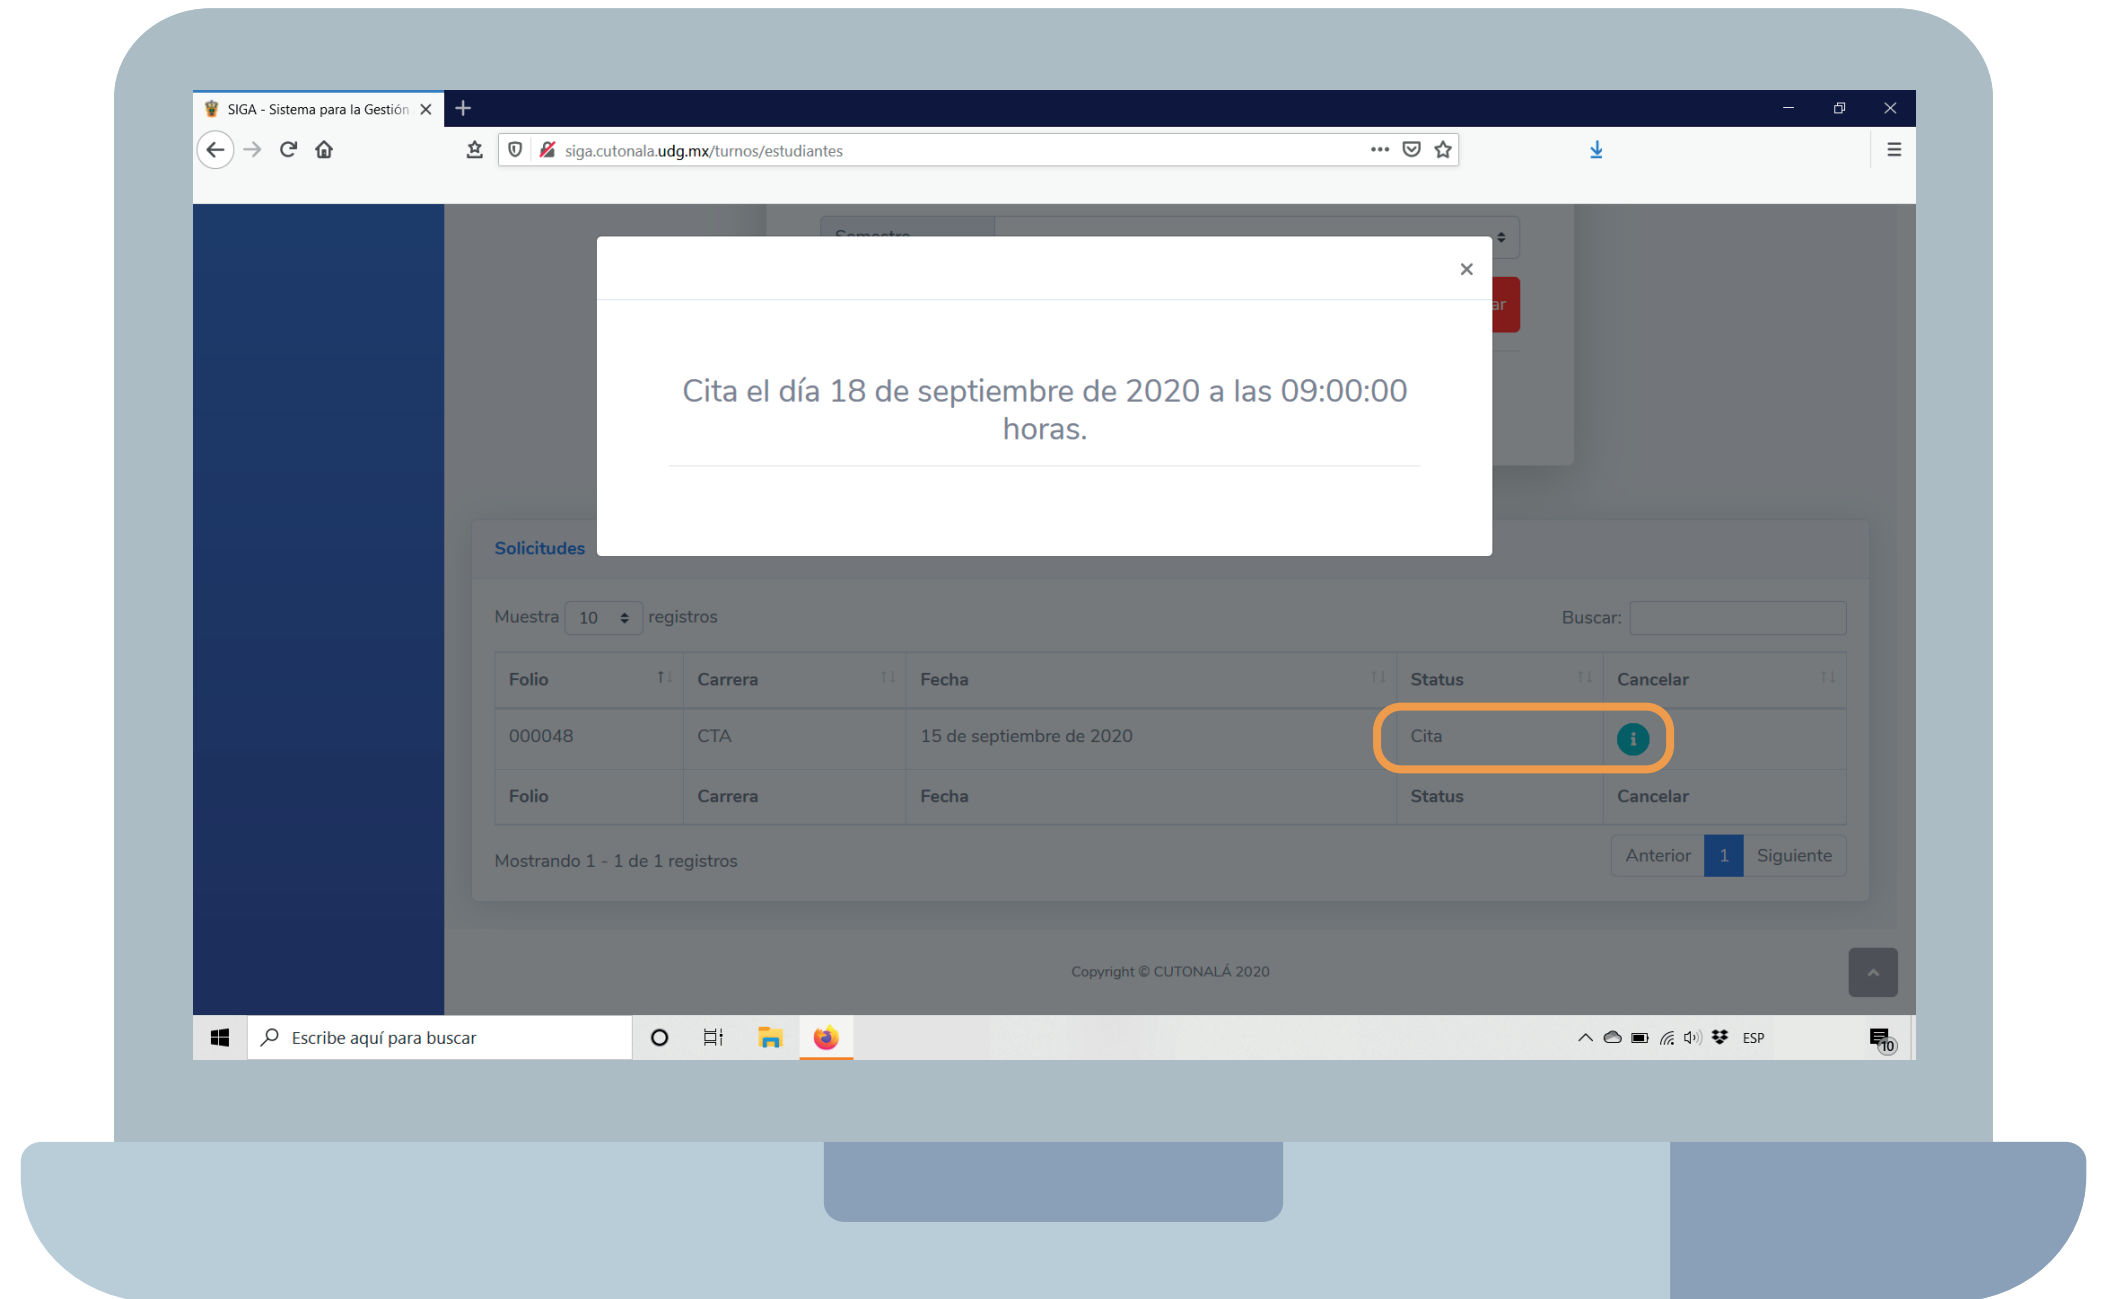 SIGA - Sistema para la Gestión
siga.cutonala.udg.mx/turnos/estudiantes
Semestre
ar
Cita el día 18 de septiembre de 2020 a las 09:00:00
horas.
Solicitudes
Muestra 10 registros Buscar:
Folio Carrera Fecha Status Cancelar
000048 CTA 15 de septiembre de 2020 Cita
Folio Carrera Fecha Status Cancelar
Mostrando 1 - 1 de 1 registros
Anterior 1 Siguiente
Copyright © CUTONALÁ 2020
Escribe aquí para buscar ESP 10